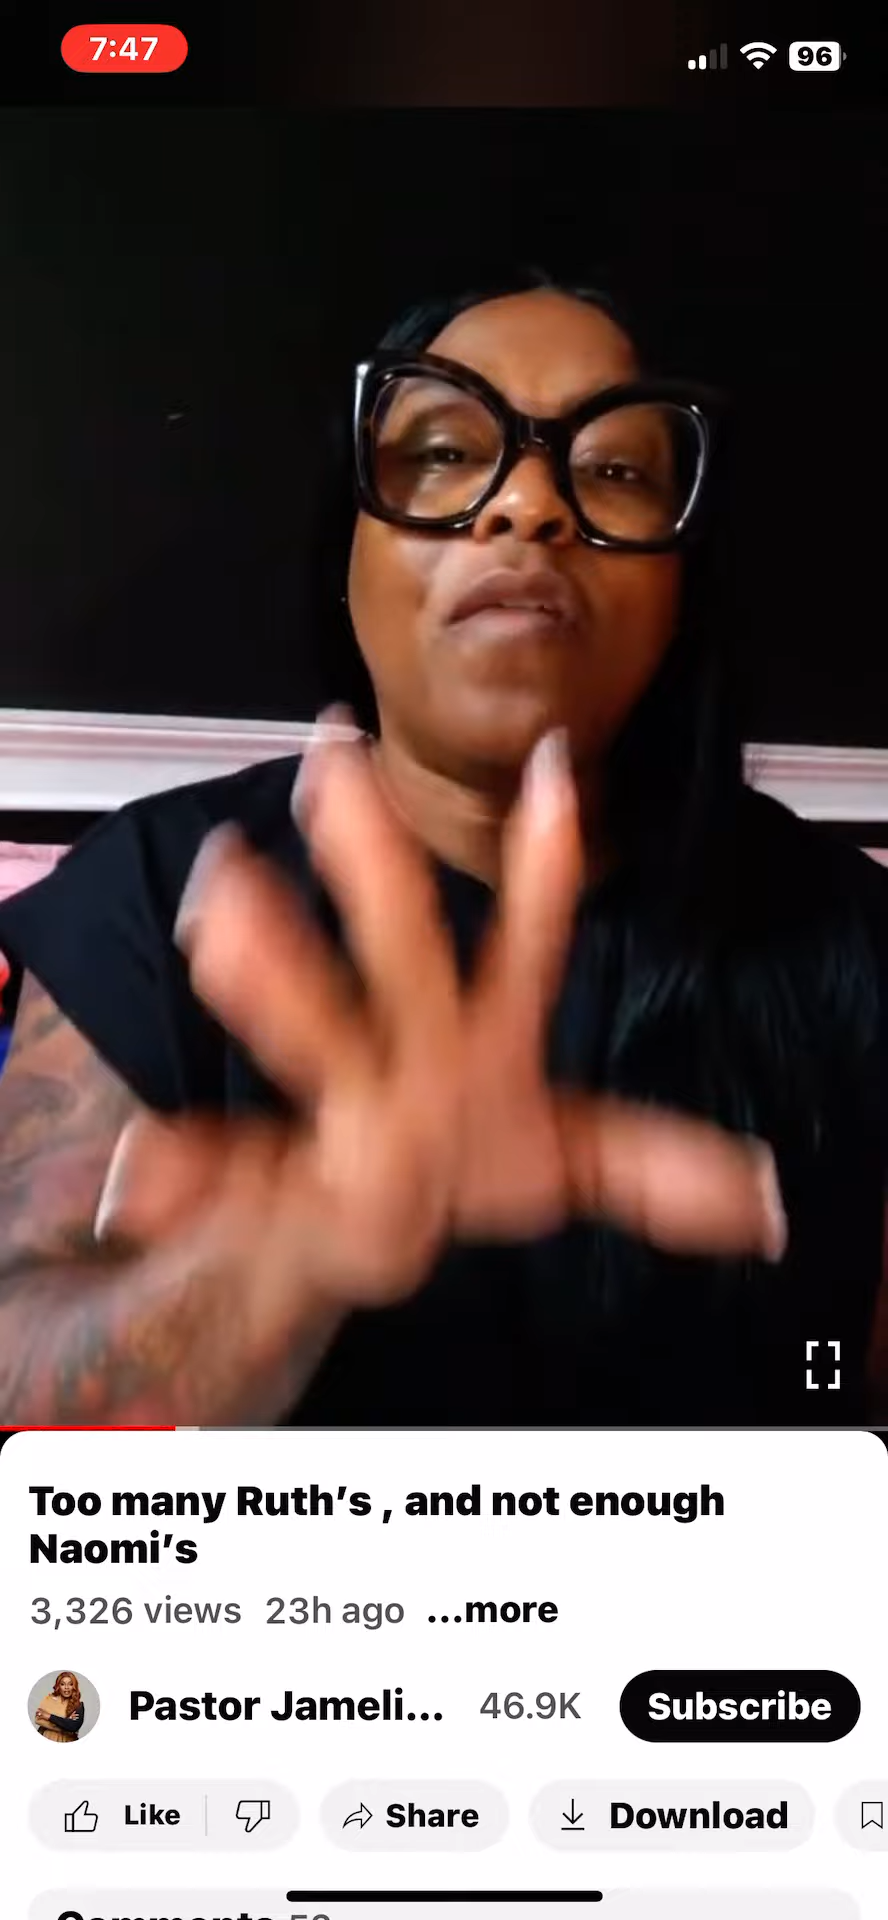 7:47
96
Too many Ruth's , and not enough
Naomi's
3,326 views 23h ago ...more
Pastor Jameli... 46.9K Subscribe
Like Share Download
Comments